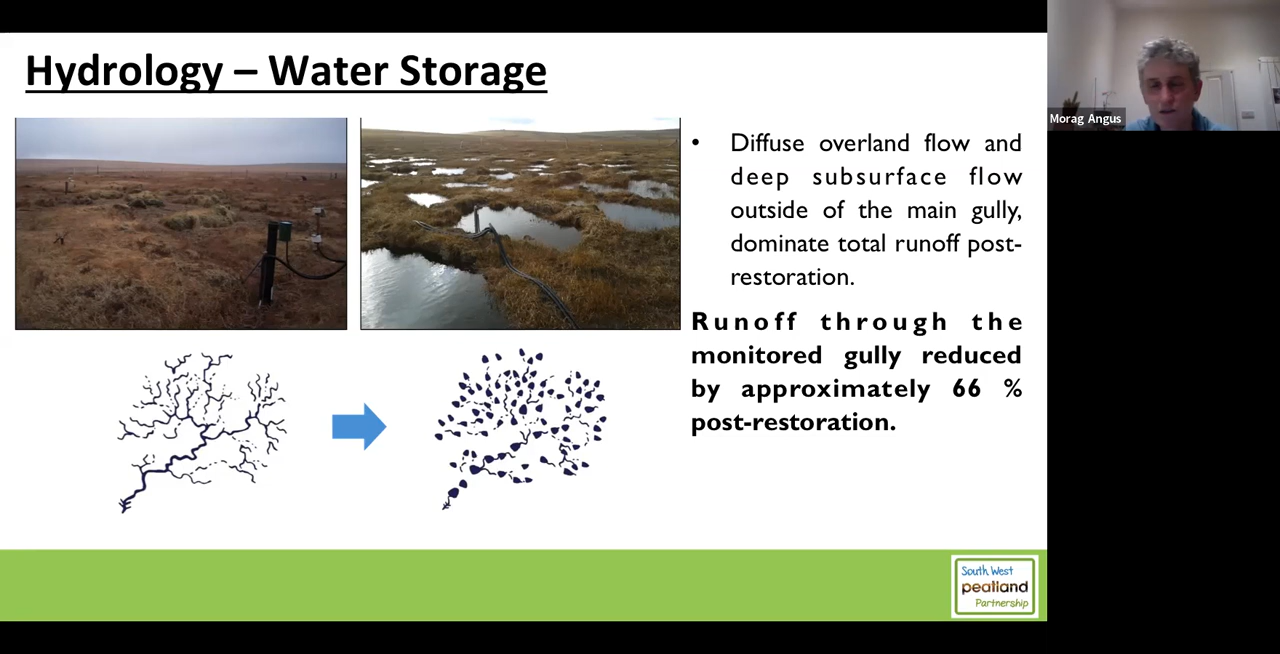 Hydrology – Water Storage
Morag Angus
• Diffuse overland flow and
deep subsurface flow
outside of the main gully,
dominate total runoff post-
restoration.
Runoff through the
monitored gully reduced
by approximately 66 %
post-restoration.
South West
peatland
Partnership